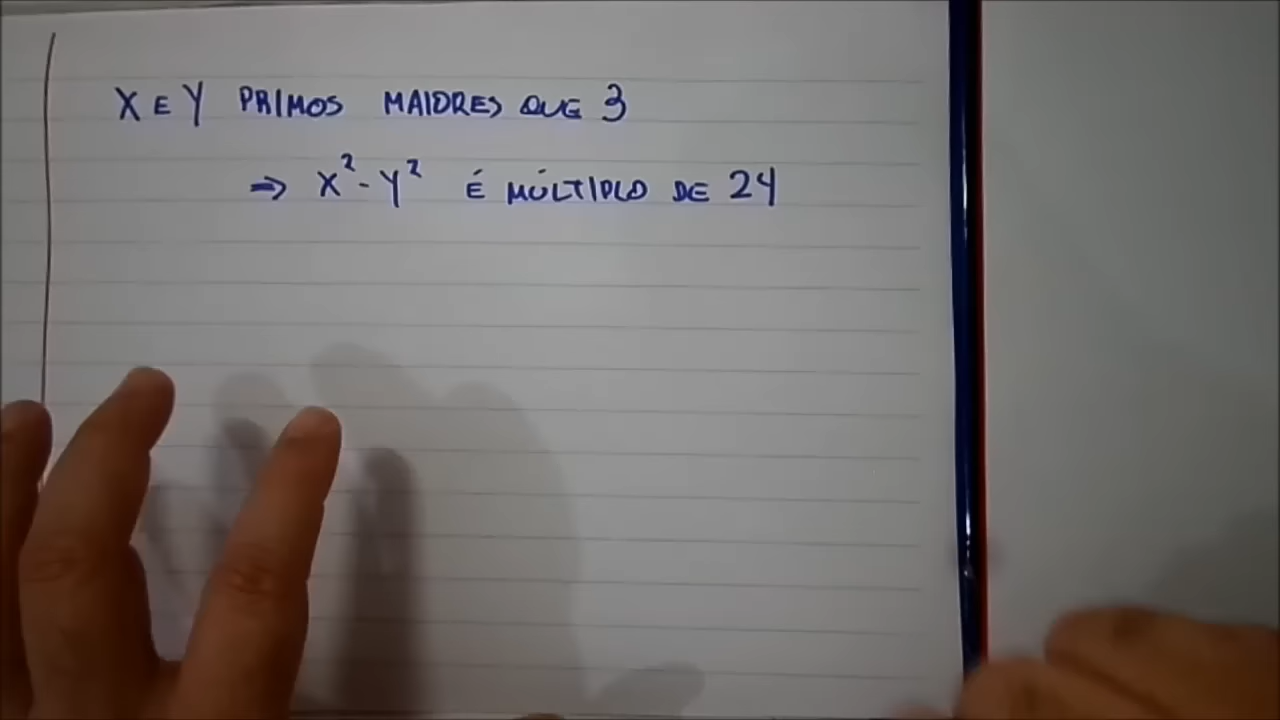 X E Y PRIMOS MAIORES QUE 3
⇒ X² - Y² É MÚLTIPLO DE 24